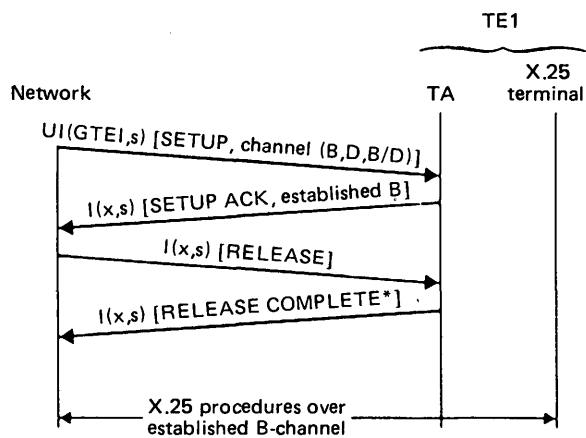 TE1
X.25
Network TA terminal
UI(GTEI,s) [SETUP, channel (B,D,B/D)]
I(x,s) [SETUP ACK, established B]
I(x,s) [RELEASE]
I(x,s) [RELEASE COMPLETE*]
X.25 procedures over
established B-channel